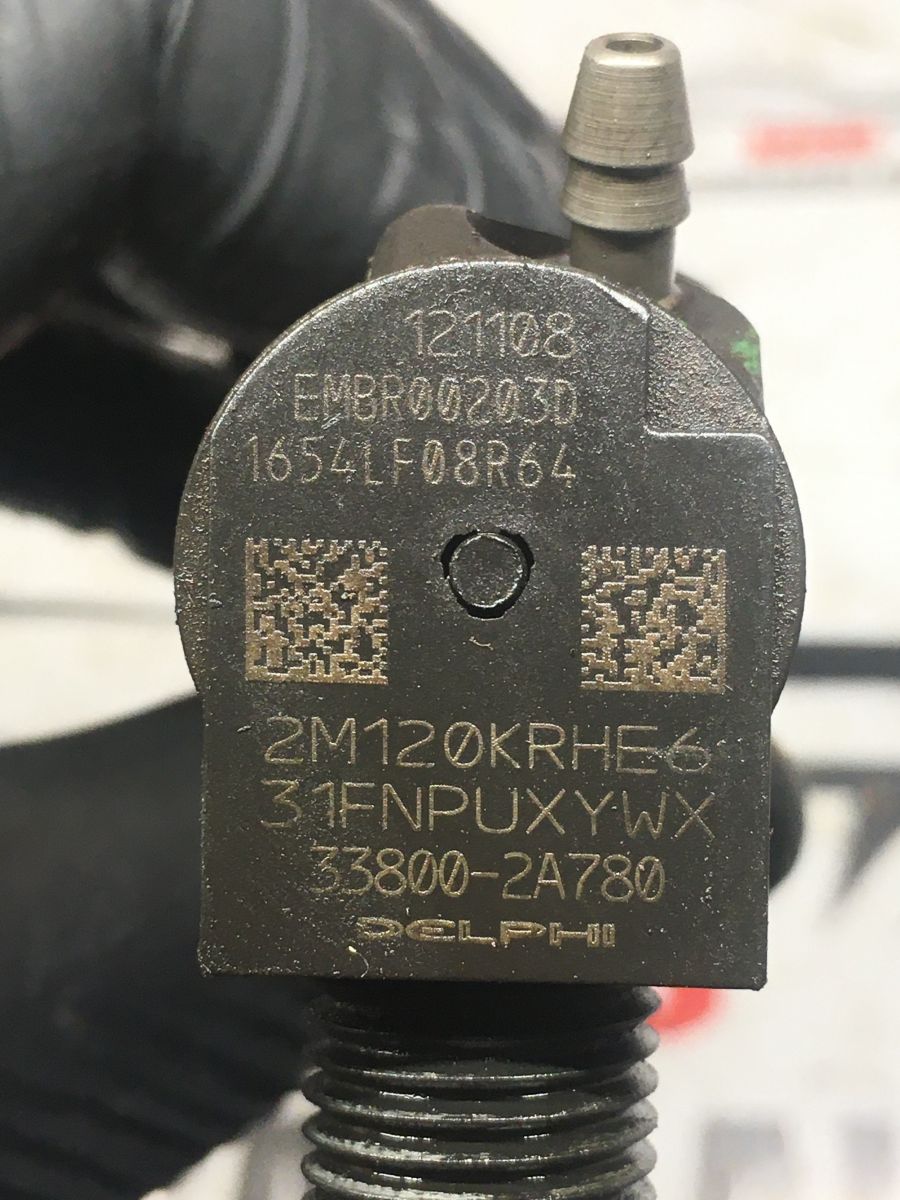 121108
EMBR00203D
1654LF08R64
2M120KRHE6
31FNPUXYWX
33800-2A780
DELPHI